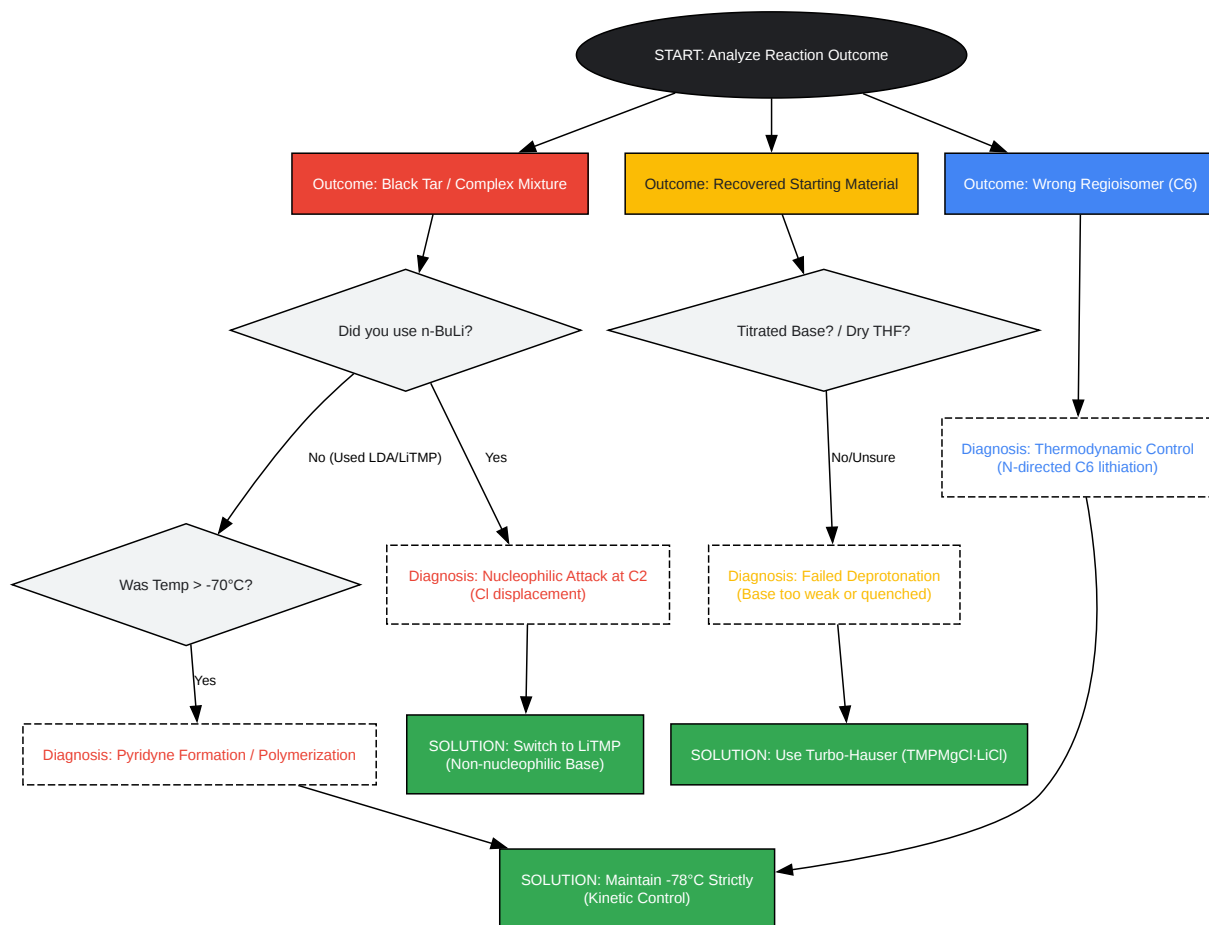 START: Analyze Reaction Outcome
Outcome: Black Tar / Complex Mixture
Outcome: Recovered Starting Material
Outcome: Wrong Regioisomer (C6)
Did you use n-BuLi?
Titrated Base? / Dry THF?
No (Used LDA/LiTMP)
Yes
No/Unsure
Diagnosis: Thermodynamic Control
(N-directed C6 lithiation)
Was Temp > -70°C?
Diagnosis: Nucleophilic Attack at C2
(Cl displacement)
Diagnosis: Failed Deprotonation
(Base too weak or quenched)
Yes
Diagnosis: Pyridyne Formation / Polymerization
SOLUTION: Switch to LiTMP
(Non-nucleophilic Base)
SOLUTION: Use Turbo-Hauser (TMPMgCl·LiCl)
SOLUTION: Maintain -78°C Strictly
(Kinetic Control)